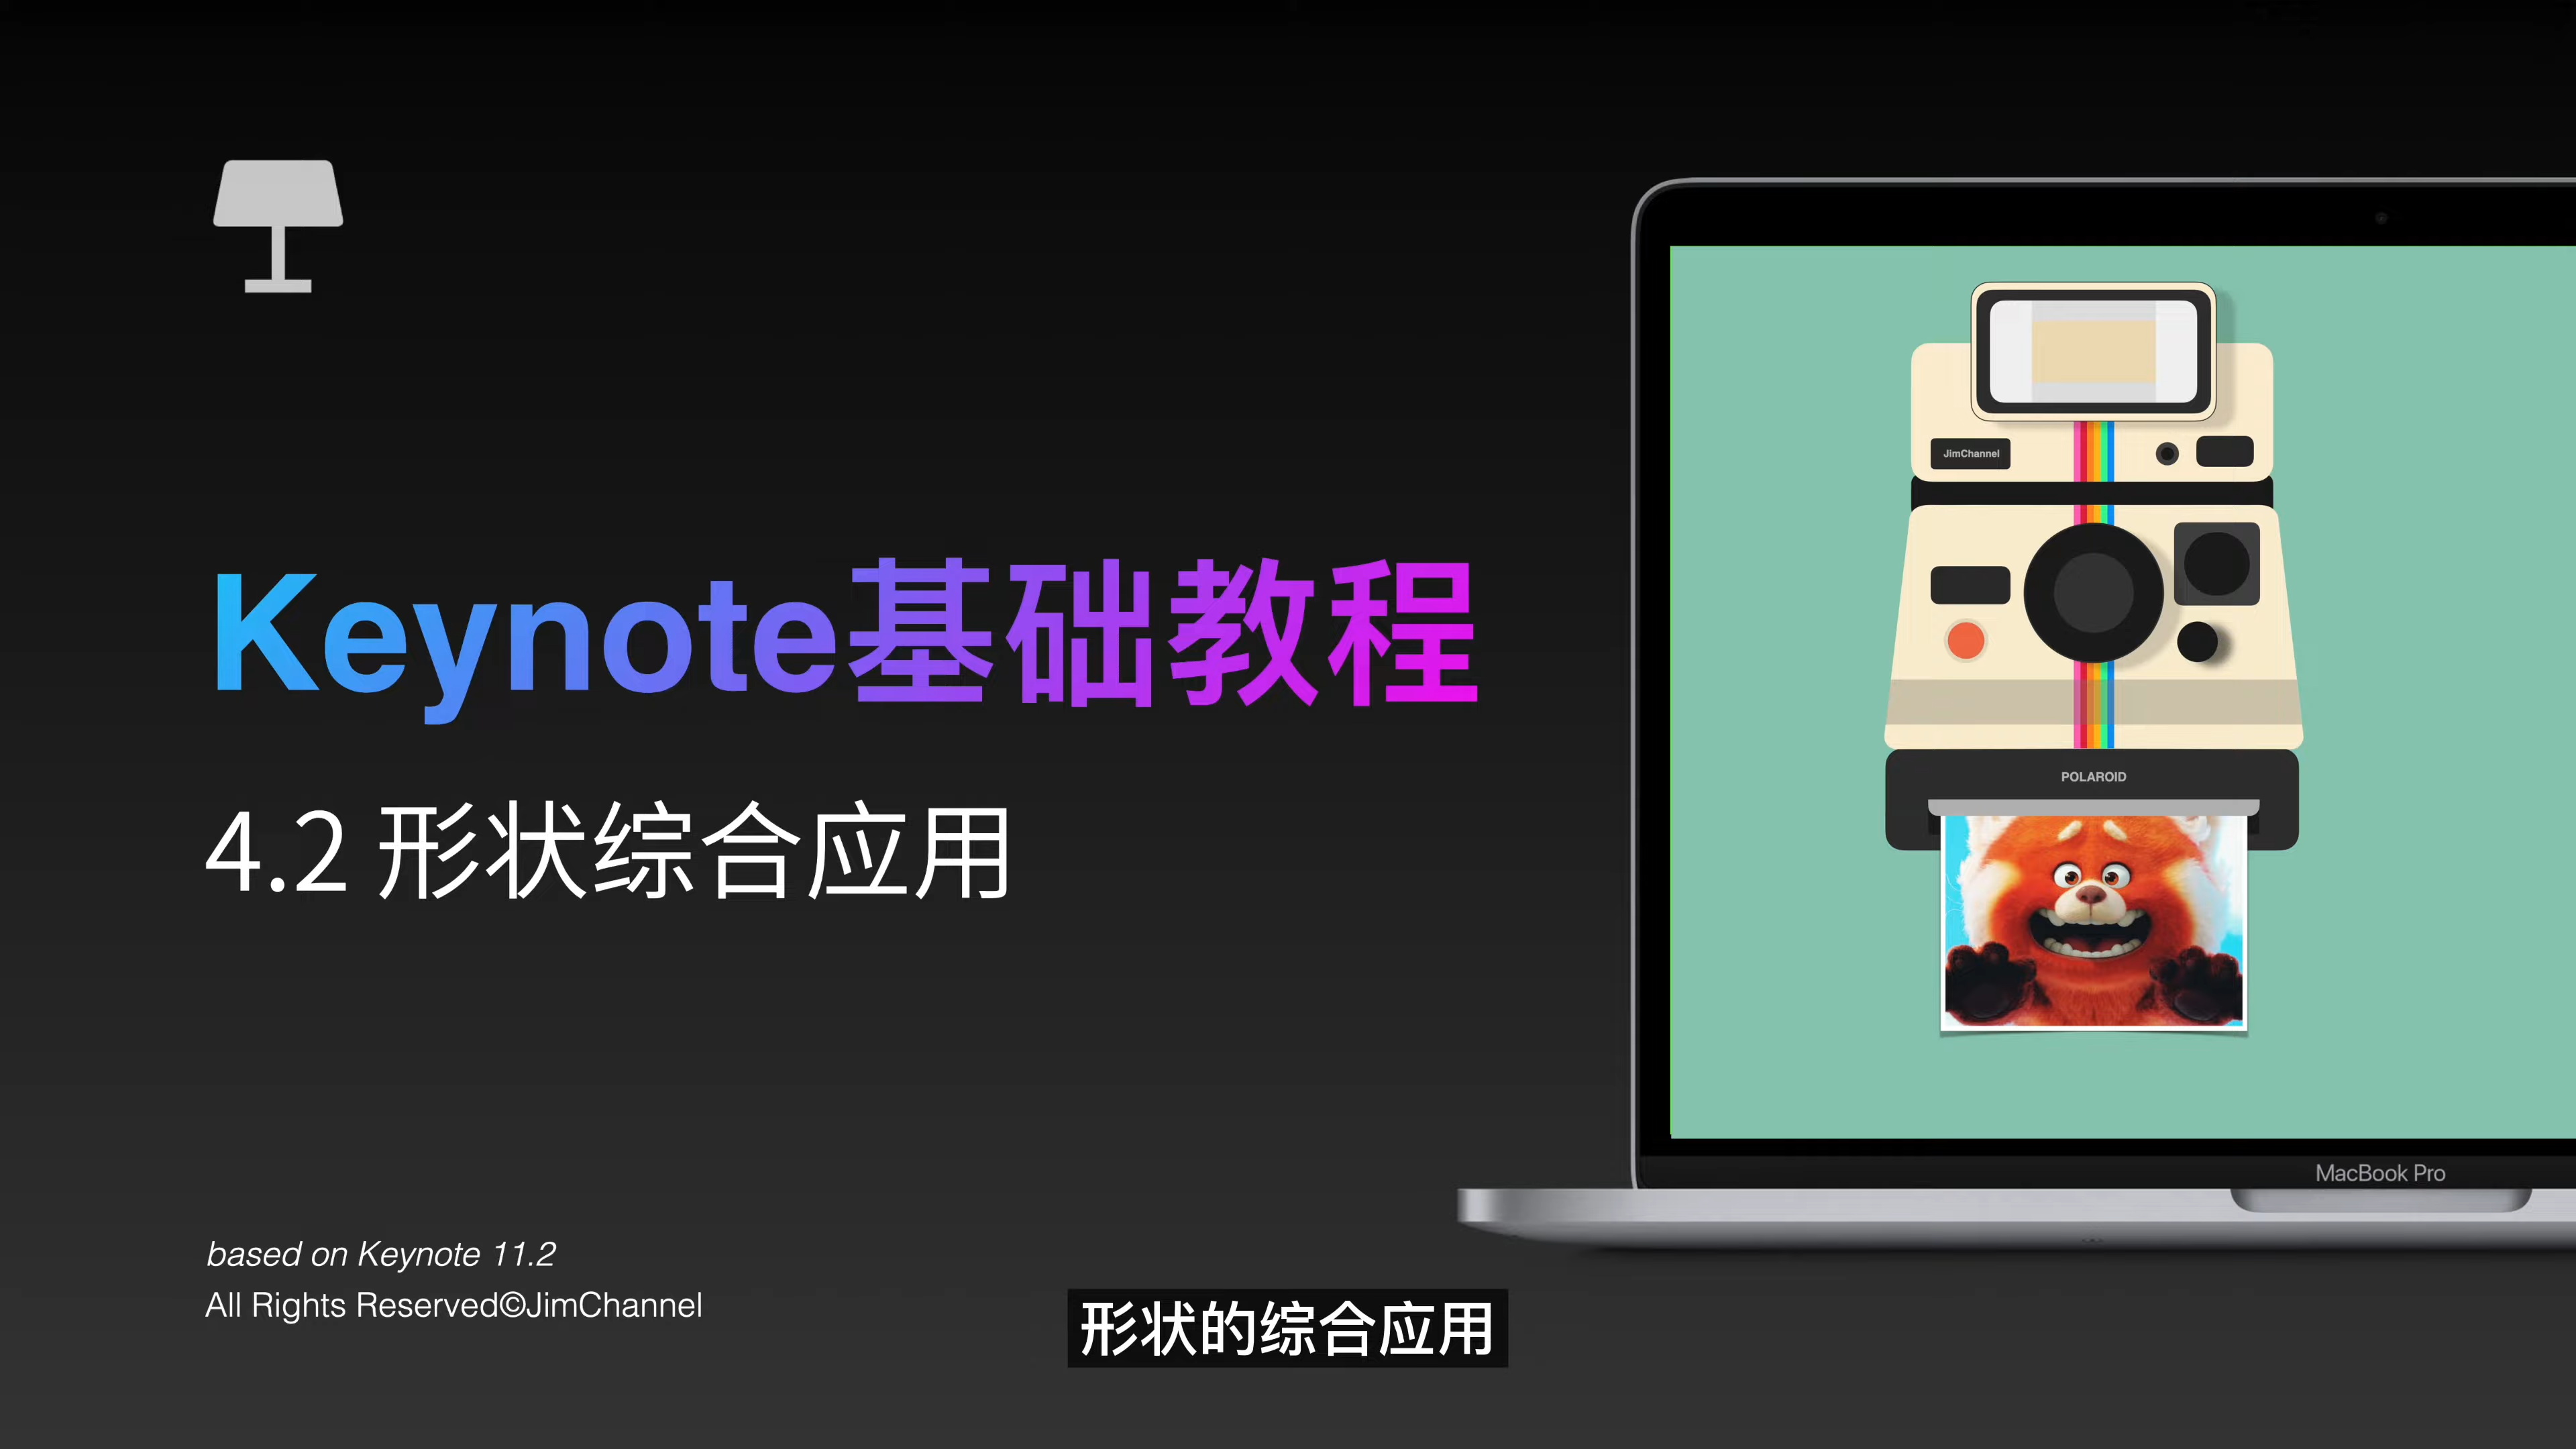 Keynote基础教程
4.2 形状综合应用
based on Keynote 11.2
All Rights Reserved©JimChannel
JimChannel
POLAROID
MacBook Pro
形状的综合应用